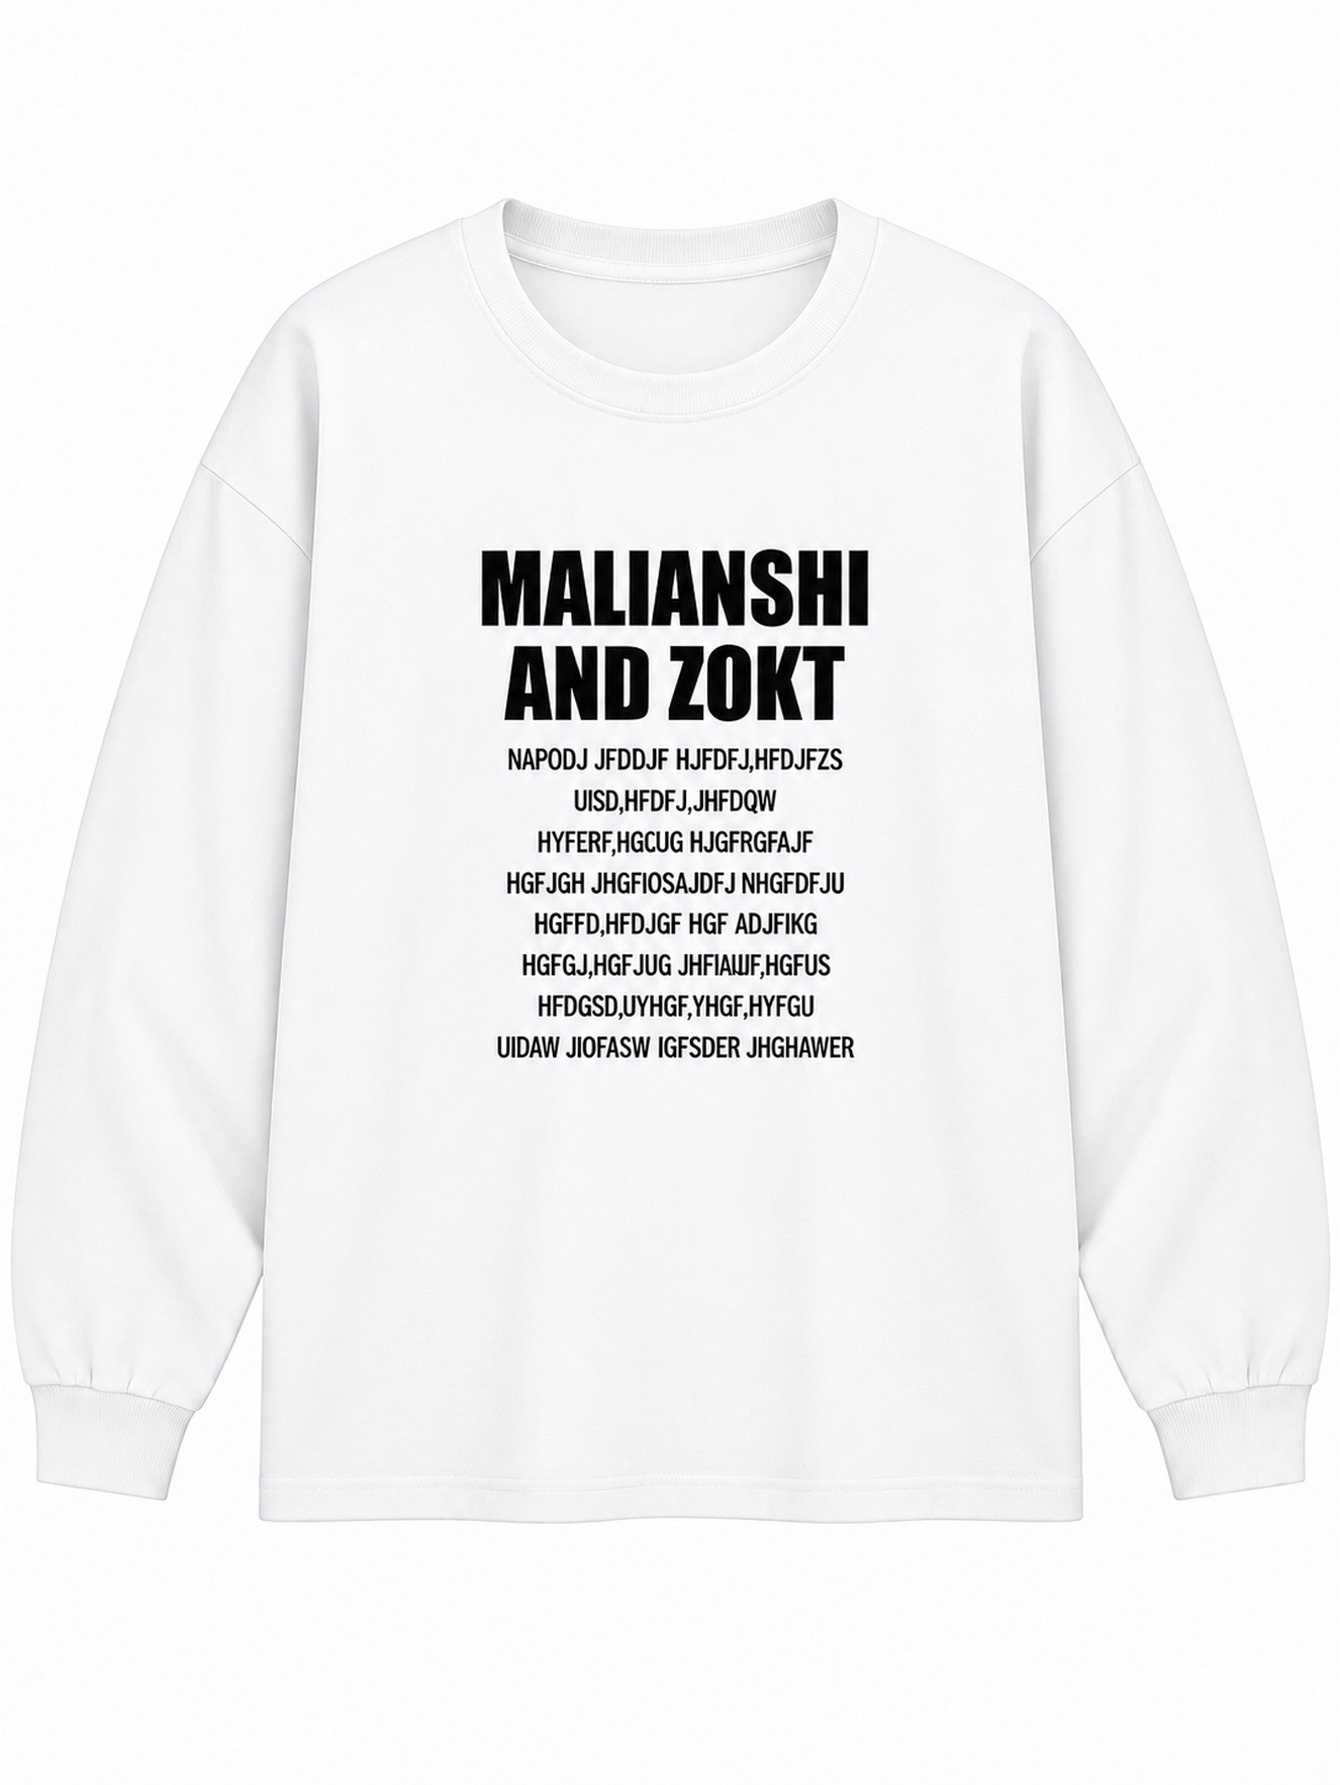 MALIANSHI
AND ZOKT
NAPODJ JFDDJF HJFDFJ,HFDJFZS
UISD,HFDFJ,JHFDQW
HYFERF,HGCUG HJGFRGFAJF
HGFJGH JHGFIOSAJDFJ NHGFDFJU
HGFFD,HFDJGF HGF ADJFIKG
HGFGJ,HGFJUG
HFDGSD,UYHGF,YHGF,HYFGU
UIDAW JIOFASW IGFSDER JHGHAWER